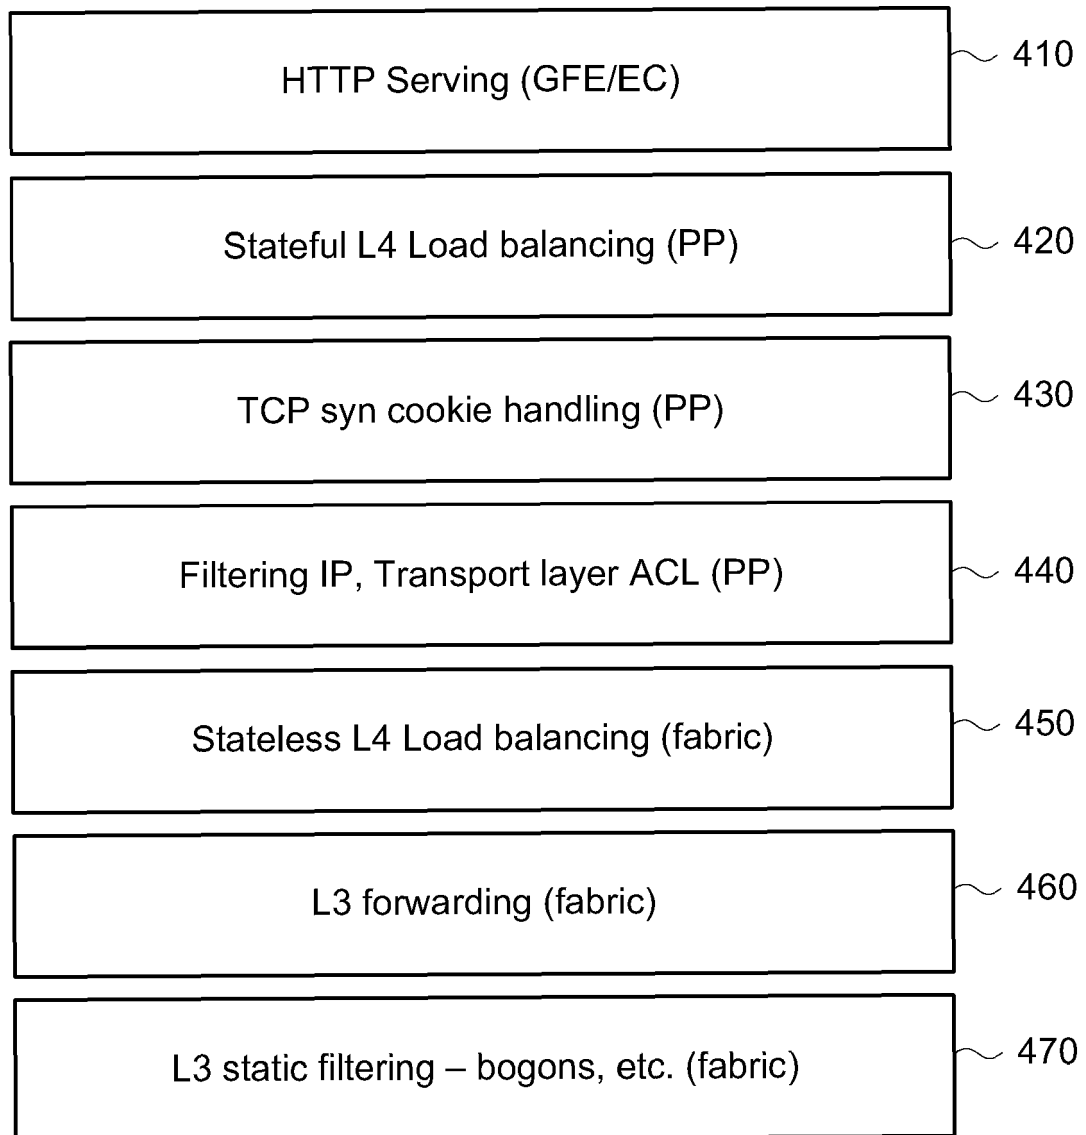 HTTP Serving (GFE/EC)
410
Stateful L4 Load balancing (PP)
420
TCP syn cookie handling (PP)
430
Filtering IP, Transport layer ACL (PP)
440
Stateless L4 Load balancing (fabric)
450
L3 forwarding (fabric)
460
L3 static filtering – bogons, etc. (fabric)
470